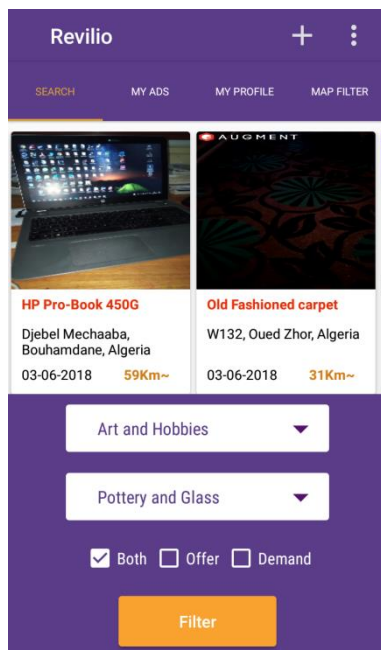 Revilio
SEARCH MY ADS MY PROFILE MAP FILTER
AUGMENT
HP Pro-Book 450G
Djebel Mechaaba,
Bouhamdane, Algeria
03-06-2018 59Km~
Old Fashioned carpet
W132, Oued Zhor, Algeria
03-06-2018 31Km~
Art and Hobbies
Pottery and Glass
Both Offer Demand
Filter